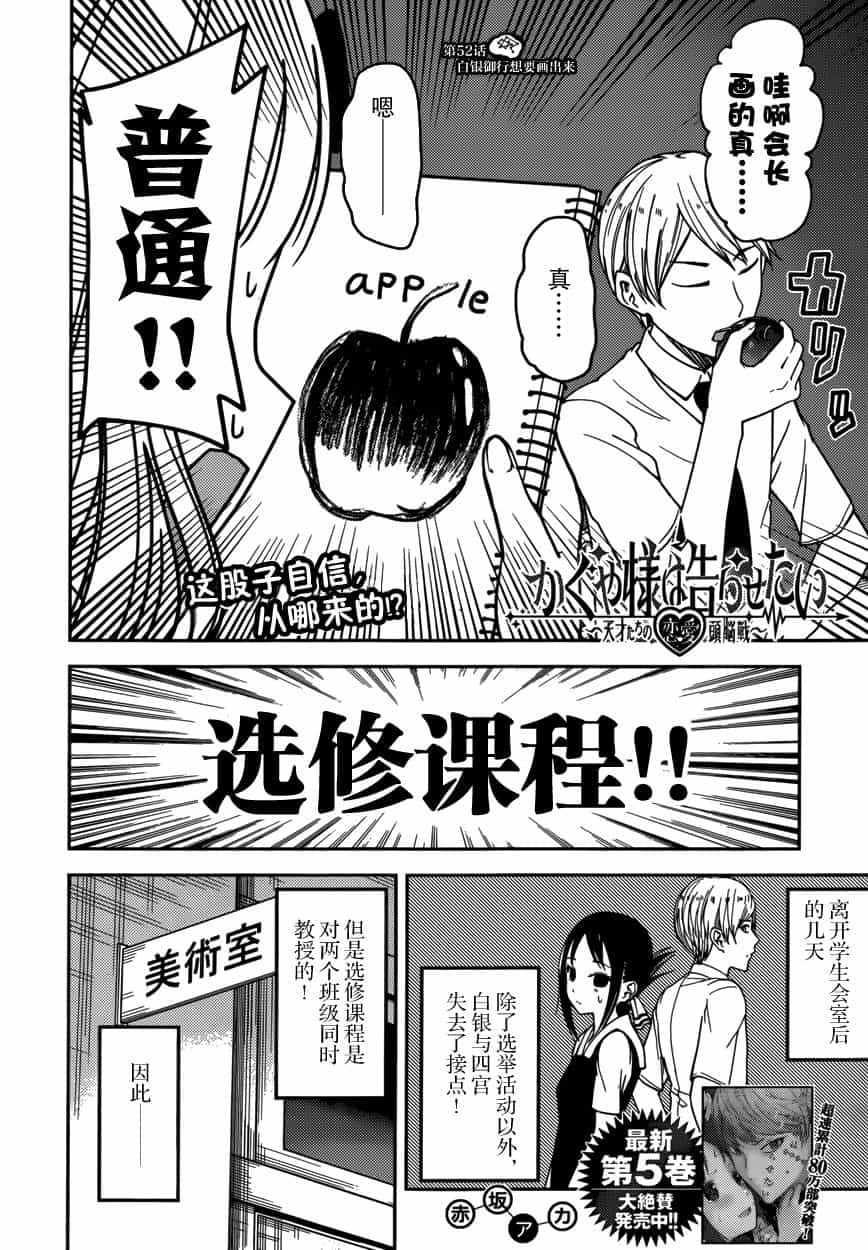 第52话
白银御行想要画出来
哇啊会长
画的真……
真……
嗯——
普通!!
apple
ガリッ
这股子自信,
从哪来的!?
かぐや様は告らせたい
~天才たちの恋愛頭脳戦~
选修课程!!
离开学生会室后
的几天
除了选举活动以外,
白银与四宫
失去了接点!
但是选修课程是
对两个班级同时
教授的!
美術室
因此——
最新
第5巻
大絶賛
発売中!!
超速累計80万部突破!
赤坂アカ